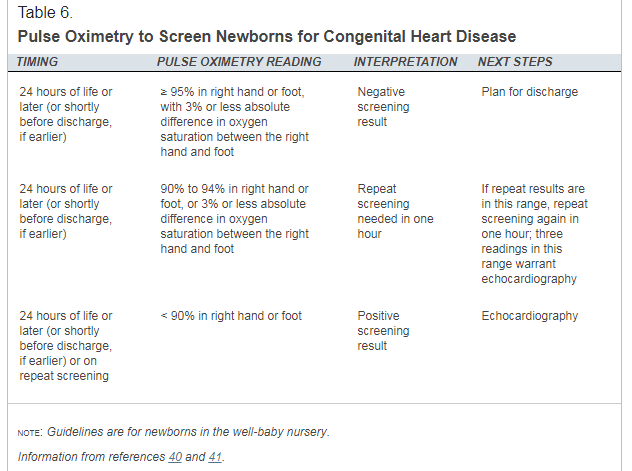 Table 6.
Pulse Oximetry to Screen Newborns for Congenital Heart Disease
TIMING PULSE OXIMETRY READING INTERPRETATION NEXT STEPS
24 hours of life or
later (or shortly
before discharge,
if earlier)
≥ 95% in right hand or foot,
with 3% or less absolute
difference in oxygen
saturation between the right
hand and foot
Negative
screening
result
Plan for discharge
24 hours of life or
later (or shortly
before discharge,
if earlier)
90% to 94% in right hand or
foot, or 3% or less absolute
difference in oxygen
saturation between the right
hand and foot
Repeat
screening
needed in one
hour
If repeat results are
in this range, repeat
screening again in
one hour; three
readings in this
range warrant
echocardiography
24 hours of life or
later (or shortly
before discharge,
if earlier) or on
repeat screening
< 90% in right hand or foot
Positive
screening
result
Echocardiography
NOTE: Guidelines are for newborns in the well-baby nursery.
Information from references 40 and 41.